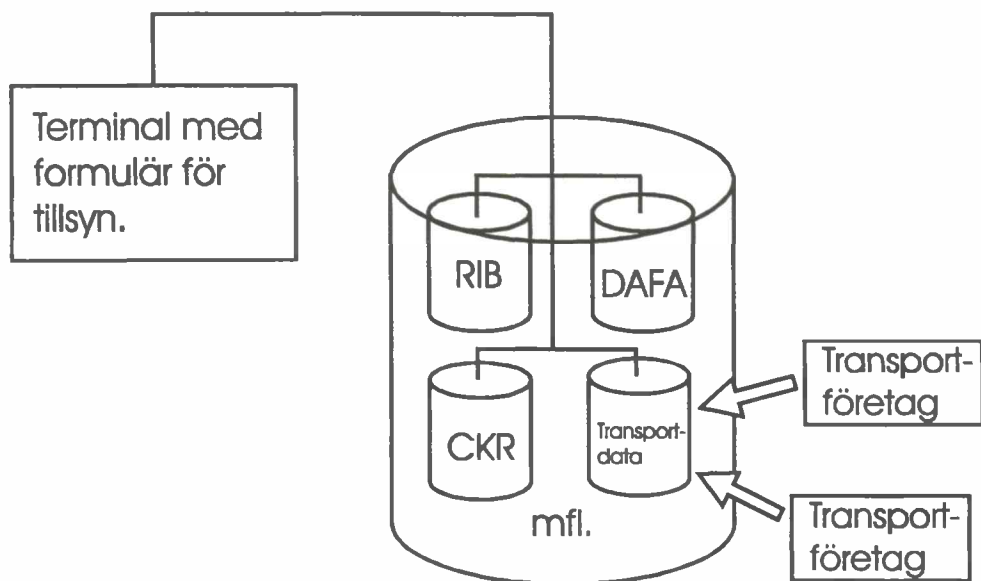 Terminal med
formulär för
tillsyn.
RIB
DAFA
CKR
Transport-
data
mfl.
Transport-
företag
Transport-
företag